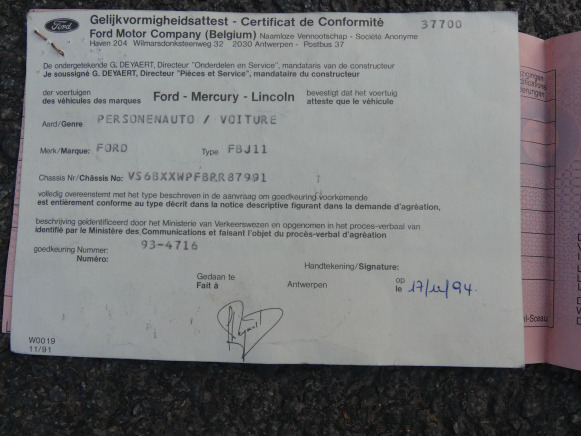 Ford
Gelijkvormigheidsattest - Certificat de Conformité 37700
Ford Motor Company (Belgium) Naamloze Vennootschap - Société Anonyme
Haven 204 Wilmarsdonksteenweg 32 2030 Antwerpen - Postbus 37
De ondergetekende G. DEYAERT, Directeur "Onderdelen en Service", mandataris van de constructeur
Je soussigné G. DEYAERT, Directeur "Pièces et Service", mandataire du constructeur
der voertuigen bevestigt dat het voertuig
des véhicules des marques Ford - Mercury - Lincoln atteste que le véhicule
Aard/Genre PERSONENAUTO / VOITURE
Merk/Marque: FORD Type FBJ11
Chassis Nr/Châssis No: VS6BXXWPFBRR87991
volledig overeenstemt met het type beschreven in de aanvraag om goedkeuring voorkomende
est entièrement conforme au type décrit dans la notice descriptive figurant dans la demande d'agréation,
beschrijving geïdentificeerd door het Ministerie van Verkeerswezen en opgenomen in het proces-verbaal van
identifié par le Ministère des Communications et faisant l'objet du procès-verbal d'agréation
goedkeuring Nummer: 93-4716
Numéro:
Handtekening/Signature:
Gedaan te Antwerpen op
Fait à le 17/11/94.
W0019
11/91